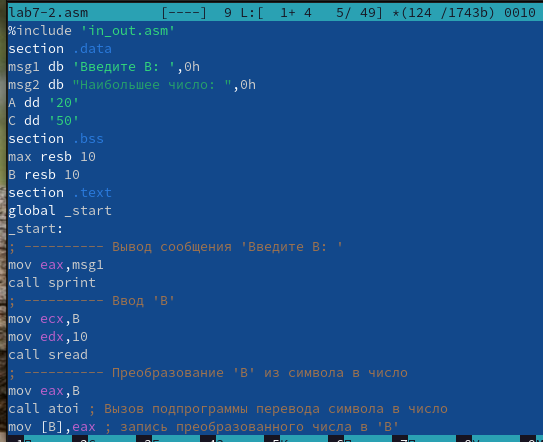 lab7-2.asm [----] 9 L:[ 1+ 4 5/ 49] *(124 /1743b) 0010
%include 'in_out.asm'
section .data
msg1 db 'Введите B: ',0h
msg2 db "Наибольшее число: ",0h
A dd '20'
C dd '50'
section .bss
max resb 10
B resb 10
section .text
global _start
_start:
; ---------- Вывод сообщения 'Введите B: '
mov eax,msg1
call sprint
; ---------- Ввод 'B'
mov ecx,B
mov edx,10
call sread
; ---------- Преобразование 'B' из символа в число
mov eax,B
call atoi ; Вызов подпрограммы перевода символа в число
mov [B],eax ; запись преобразованного числа в 'B'